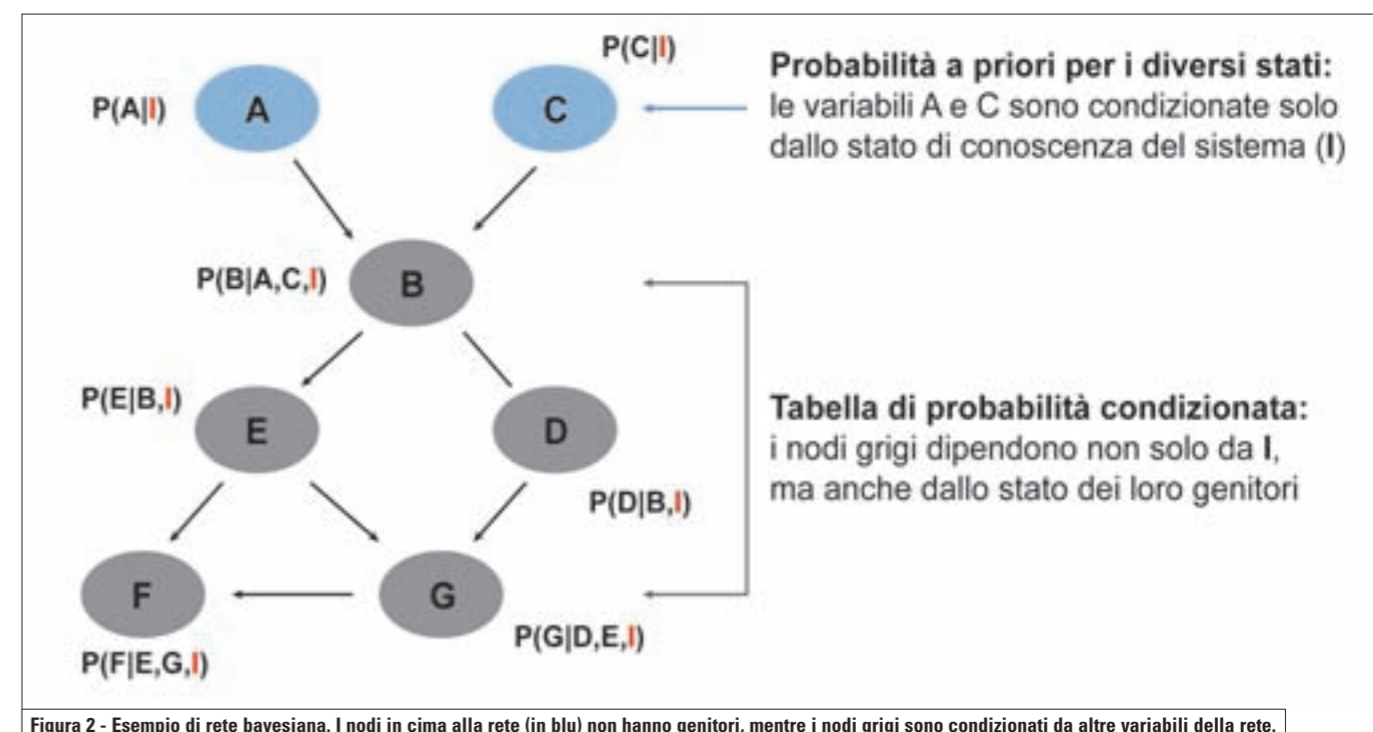 P(C|I)
P(A|I)
A
C
Probabilità a priori per i diversi stati:
le variabili A e C sono condizionate solo
dallo stato di conoscenza del sistema (I)
P(B|A,C,I)
B
P(E|B,I)
E
D
P(D|B,I)
Tabella di probabilità condizionata:
i nodi grigi dipendono non solo da I,
ma anche dallo stato dei loro genitori
F
G
P(G|D,E,I)
P(F|E,G,I)
Figura 2 - Esempio di rete bayesiana. I nodi in cima alla rete (in blu) non hanno genitori, mentre i nodi grigi sono condizionati da altre variabili della rete.